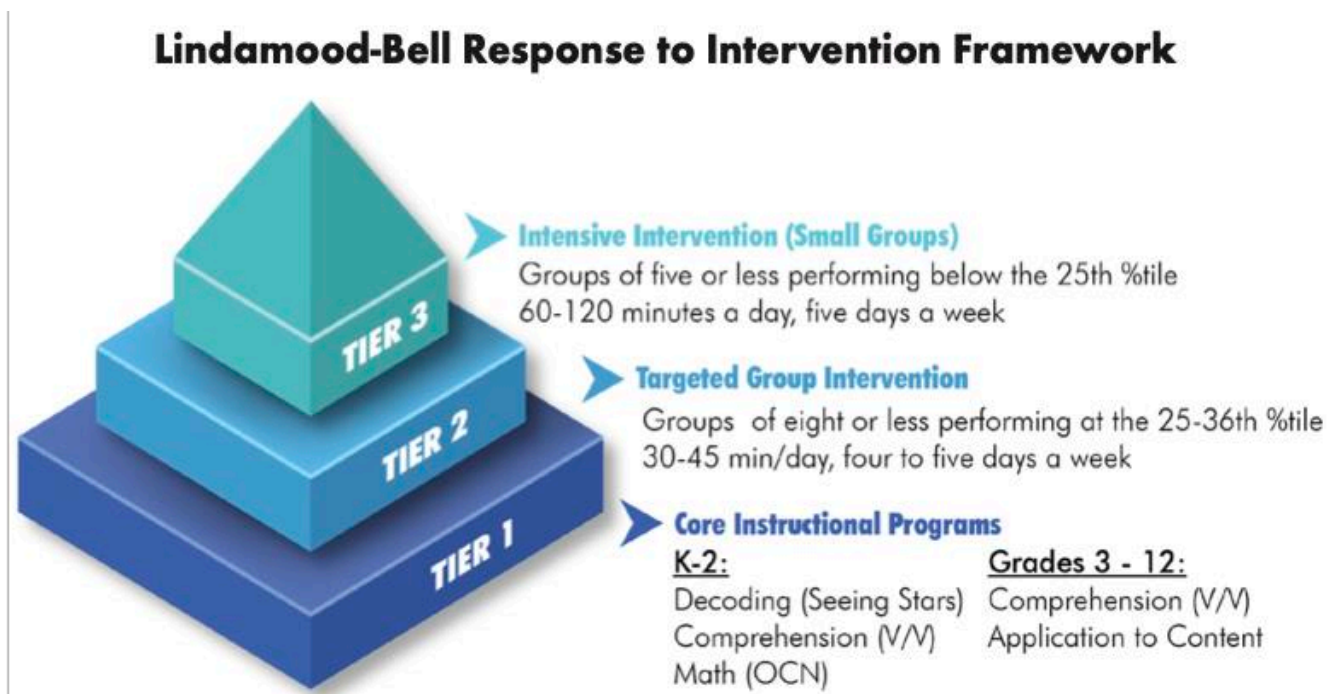 Lindamood-Bell Response to Intervention Framework
Intensive Intervention (Small Groups)
Groups of five or less performing below the 25th %tile
60-120 minutes a day, five days a week
TIER 3
Targeted Group Intervention
Groups of eight or less performing at the 25-36th %tile
30-45 min/day, four to five days a week
TIER 2
Core Instructional Programs
TIER 1
K-2:
Decoding (Seeing Stars)
Comprehension (V/V)
Math (OCN)
Grades 3 - 12:
Comprehension (V/V)
Application to Content